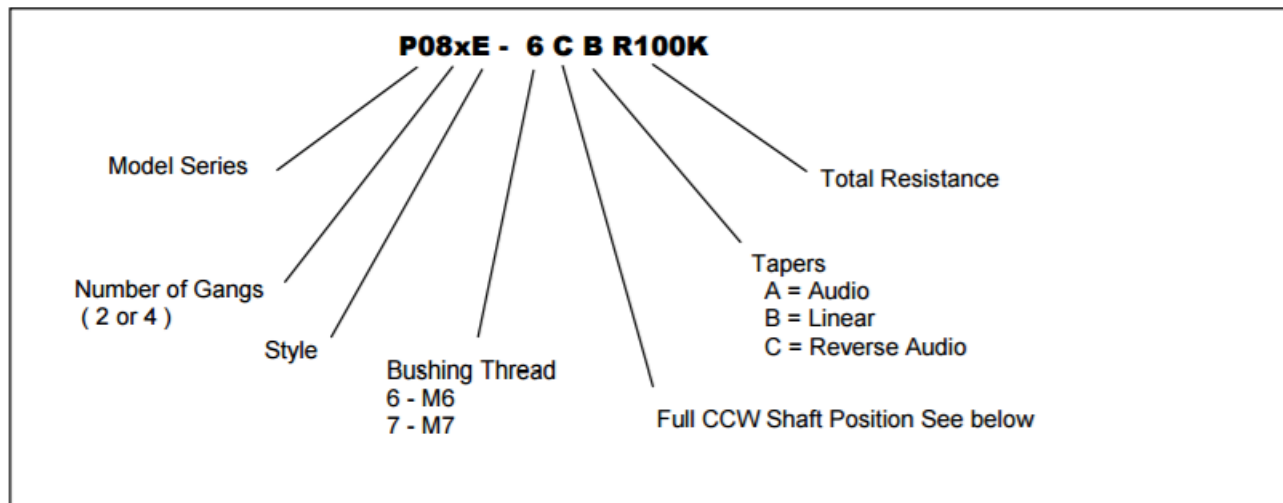 P08xE - 6 C B R100K
Model Series
Total Resistance
Number of Gangs
( 2 or 4 )
Style
Bushing Thread
6 - M6
7 - M7
Tapers
A = Audio
B = Linear
C = Reverse Audio
Full CCW Shaft Position See below